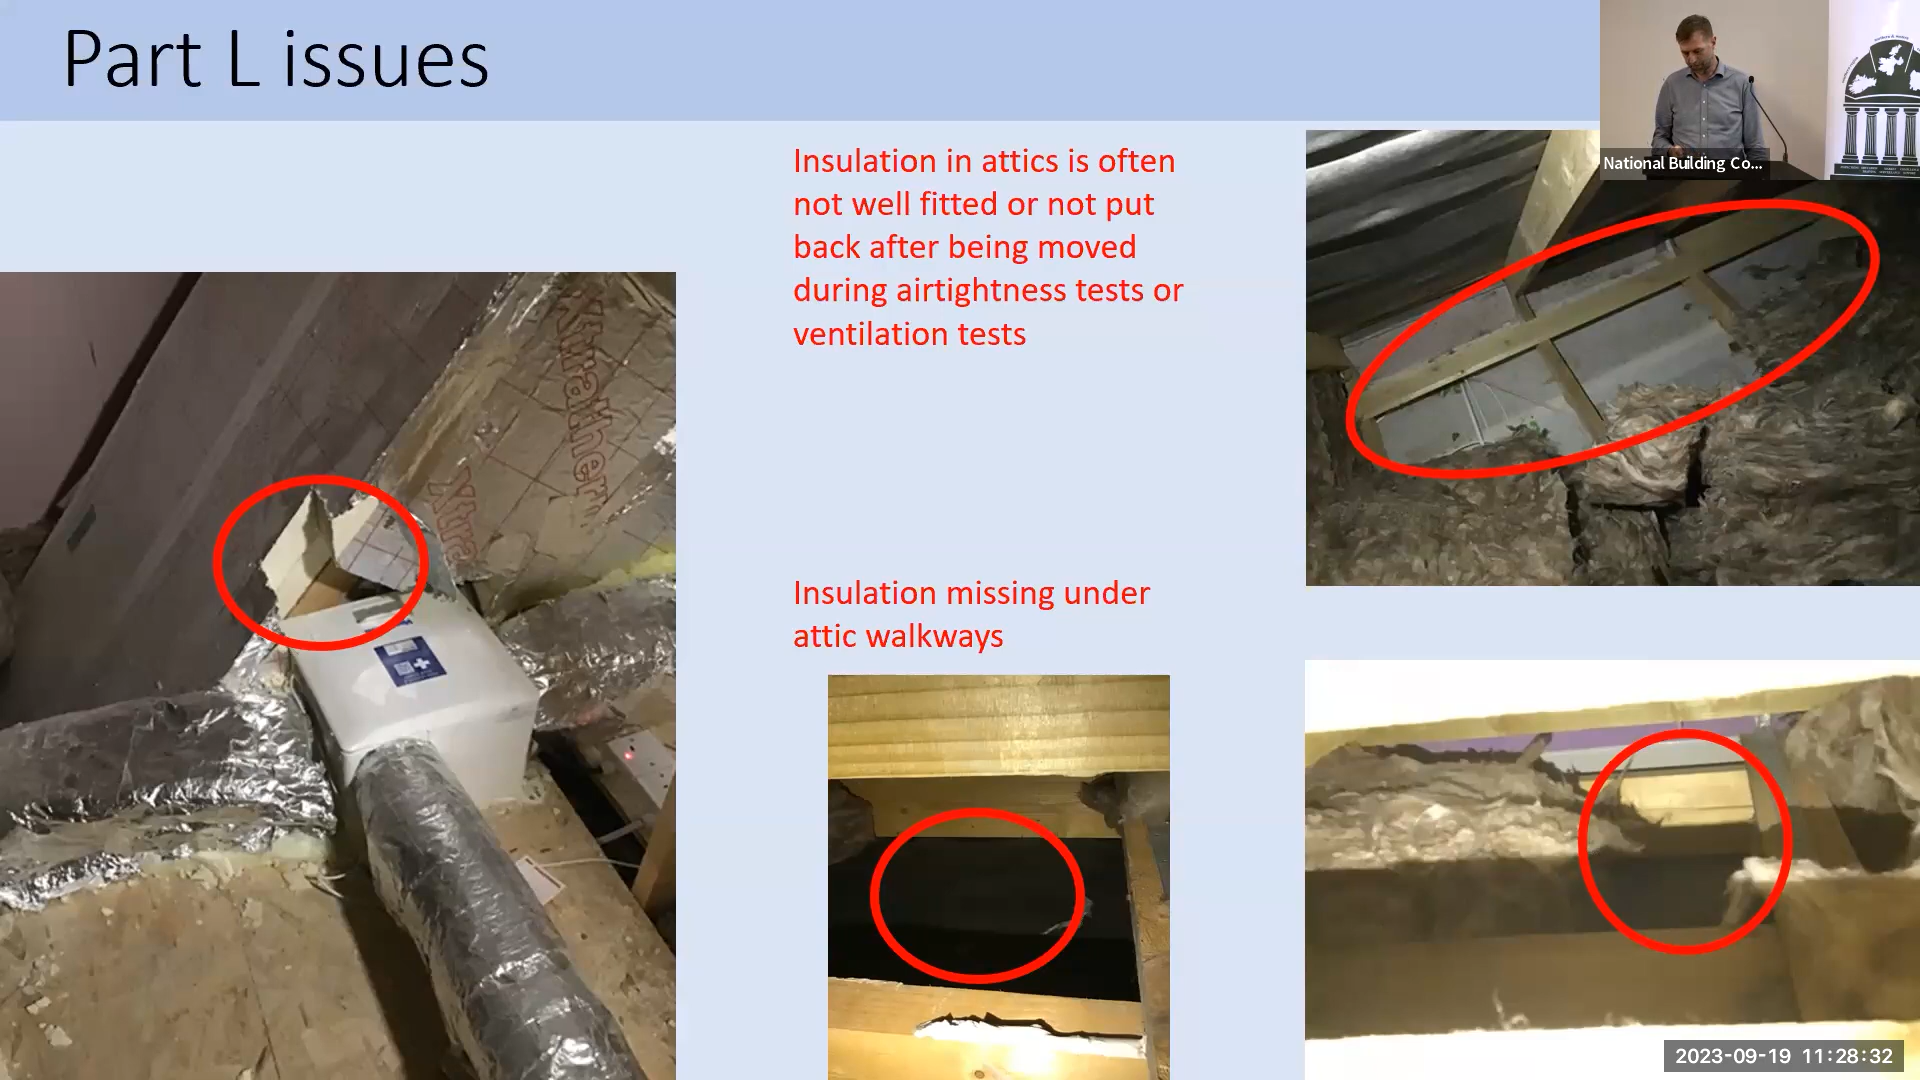 Part L issues
National Building Co...
Insulation in attics is often
not well fitted or not put
back after being moved
during airtightness tests or
ventilation tests
Xtratherm
Xtra
Insulation missing under
attic walkways
2023-09-19 11:28:32